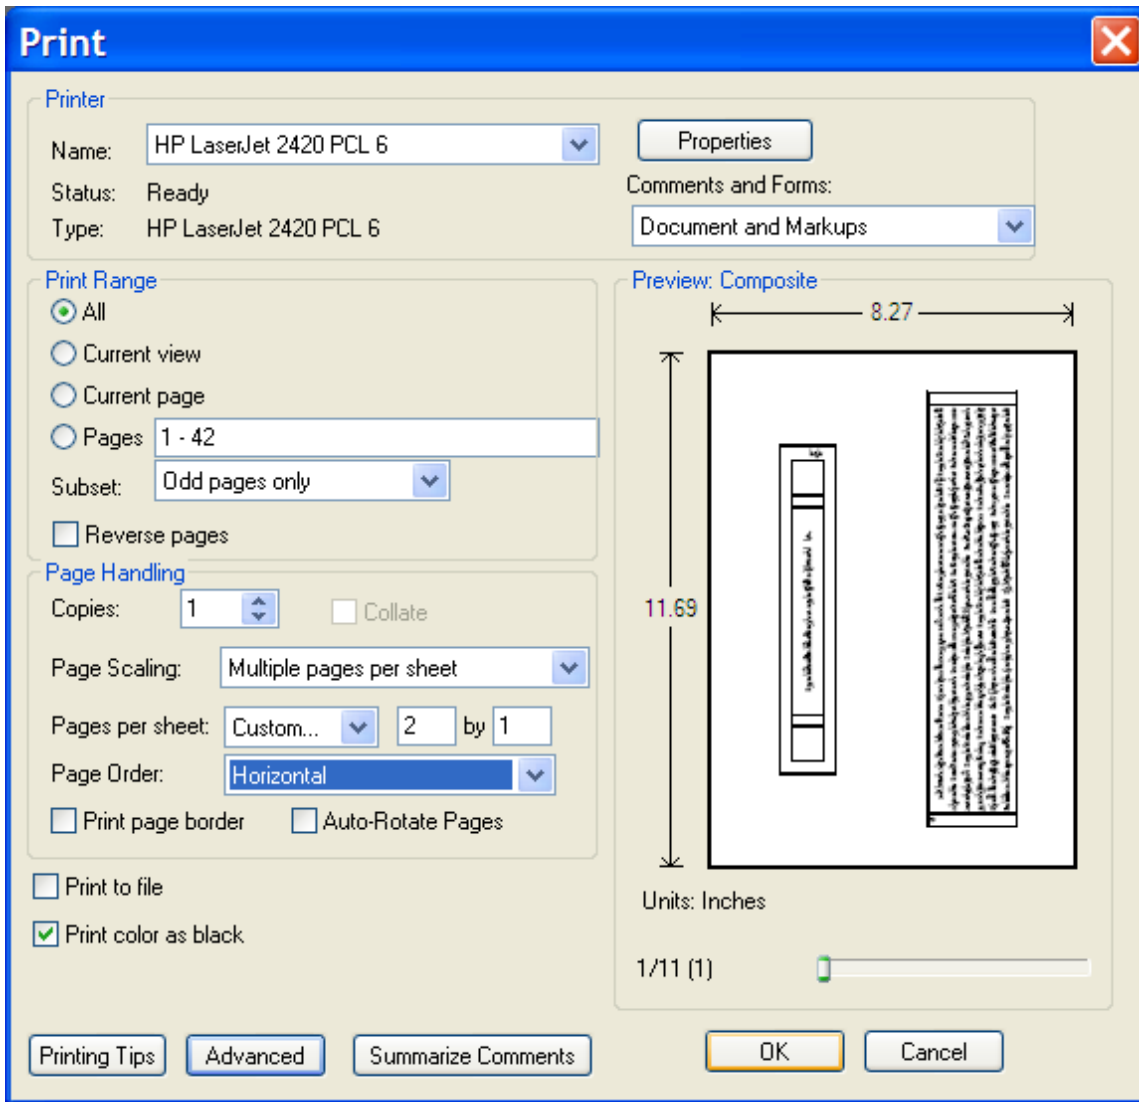 Print
Printer
Name: HP LaserJet 2420 PCL 6 Properties
Status: Ready Comments and Forms:
Type: HP LaserJet 2420 PCL 6 Document and Markups
Print Range
All
Current view
Current page
Pages 1 - 42
Subset: Odd pages only
Reverse pages
Page Handling
Copies: 1 Collate
Page Scaling: Multiple pages per sheet
Pages per sheet: Custom... 2 by 1
Page Order: Horizontal
Print page border Auto-Rotate Pages
Print to file
Print color as black
Preview: Composite
8.27
11.69
Units: Inches
1/11 (1)
Printing Tips Advanced Summarize Comments OK Cancel